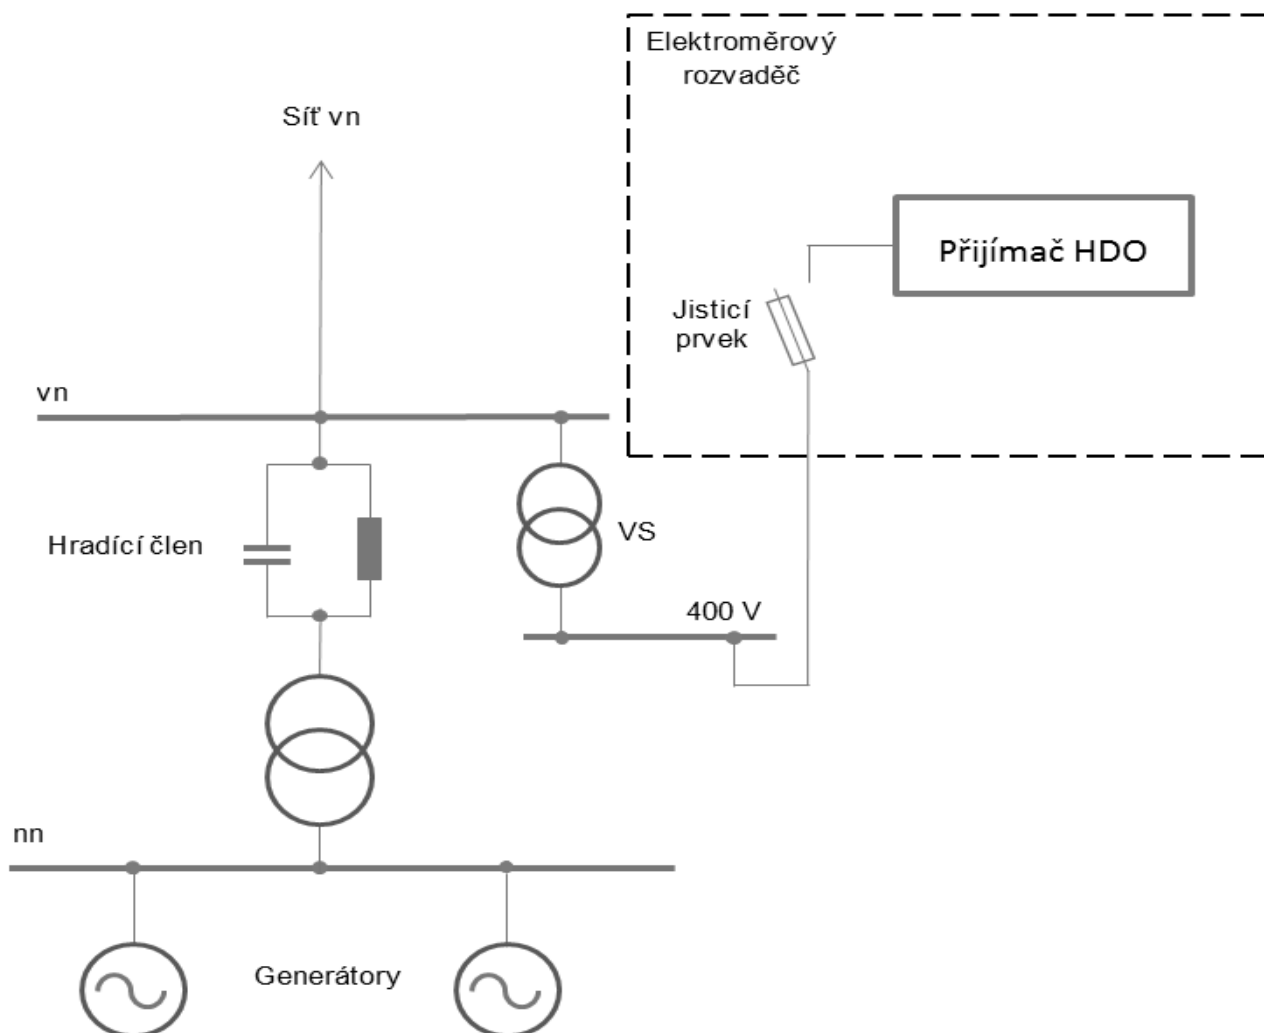 Elektroměrový
rozvaděč
Síť vn
Přijímač HDO
Jisticí
prvek
vn
Hradící člen
VS
400 V
nn
Generátory